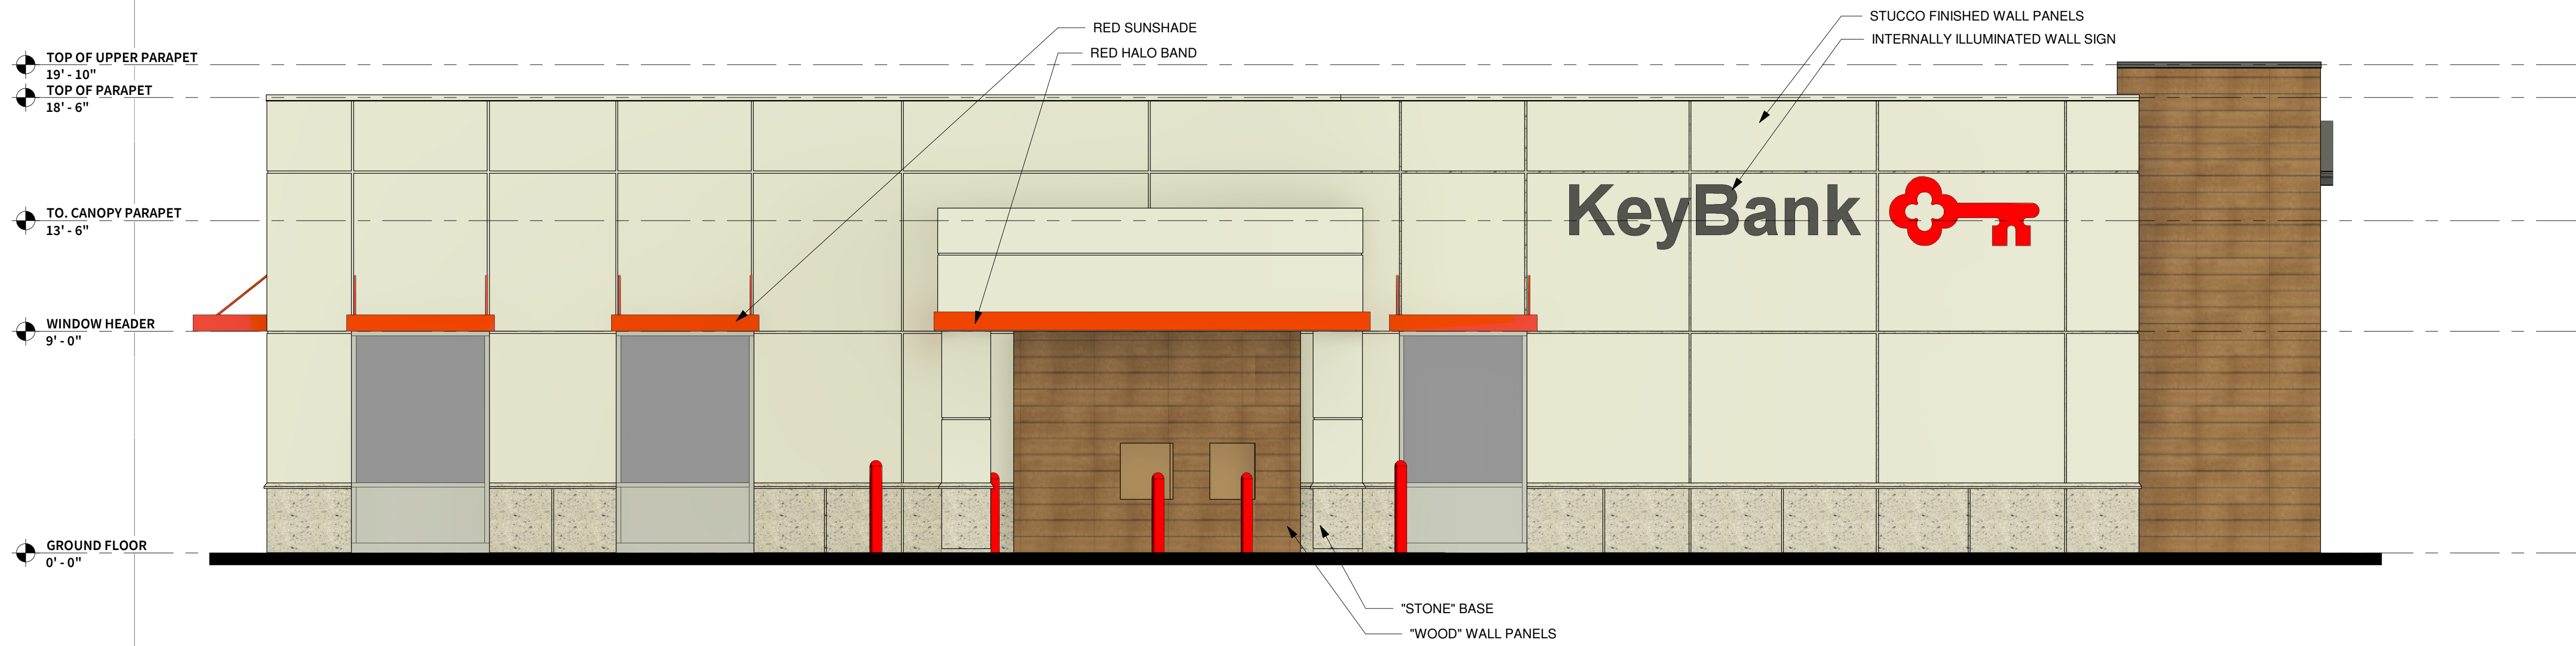 RED SUNSHADE
RED HALO BAND
STUCCO FINISHED WALL PANELS
INTERNALLY ILLUMINATED WALL SIGN
TOP OF UPPER PARAPET
19' - 10"
TOP OF PARAPET
18' - 6"
TO. CANOPY PARAPET
13' - 6"
KeyBank
WINDOW HEADER
9' - 0"
GROUND FLOOR
0' - 0"
"STONE" BASE
"WOOD" WALL PANELS